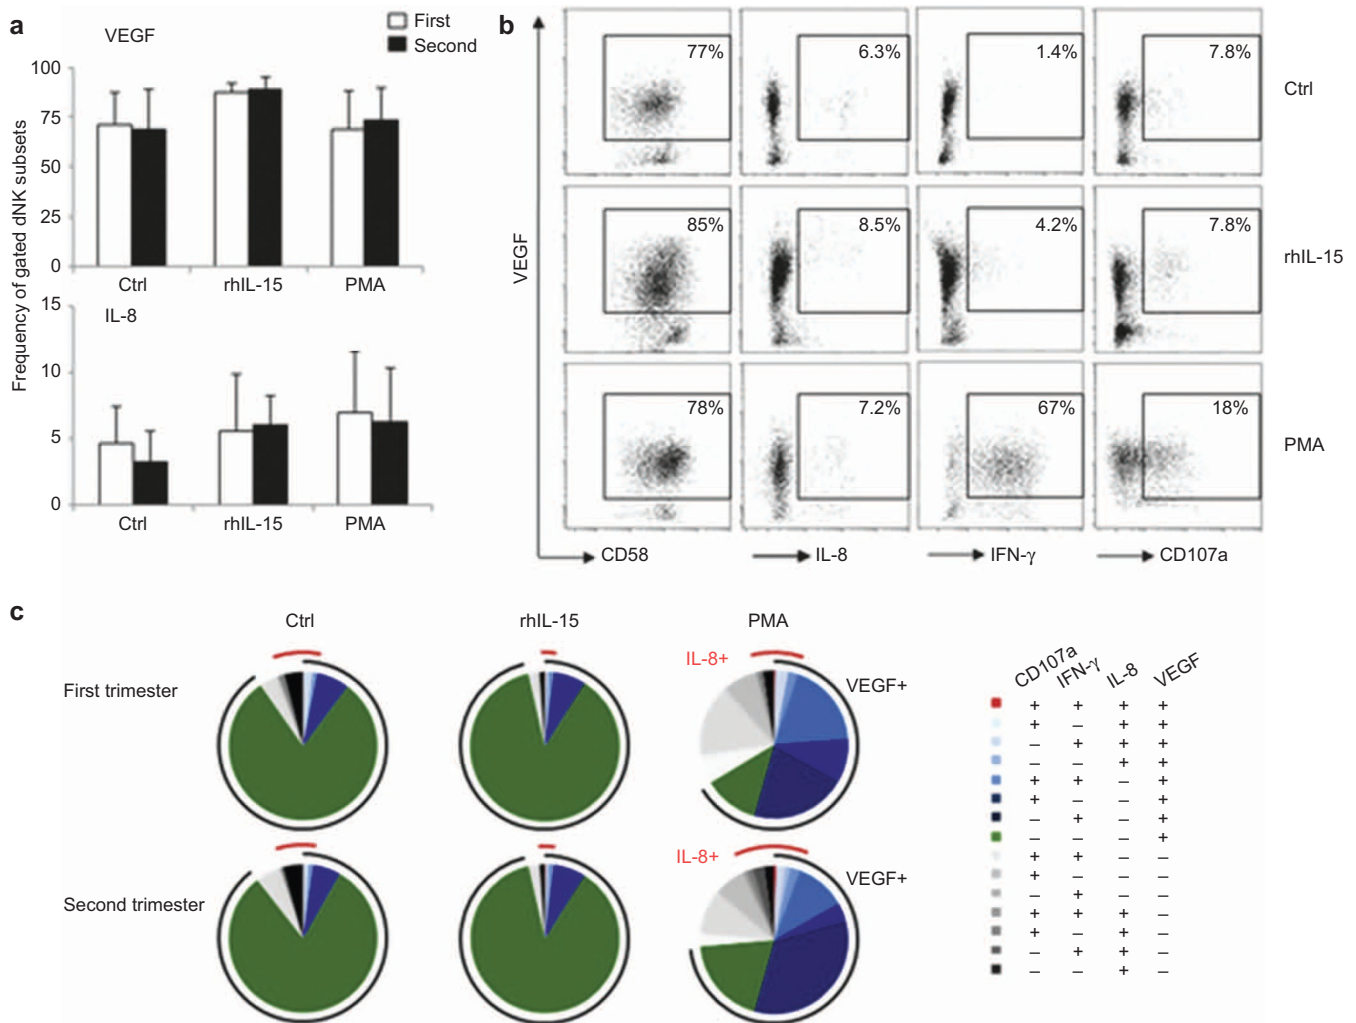 a
VEGF
First
Second
Frequency of gated dNK subsets
100
75
50
25
0
Ctrl
rhIL-15
PMA
IL-8
15
10
5
0
Ctrl
rhIL-15
PMA
b
VEGF
77%
6.3%
1.4%
7.8%
Ctrl
85%
8.5%
4.2%
7.8%
rhIL-15
78%
7.2%
67%
18%
PMA
CD58
IL-8
IFN-γ
CD107a
c
Ctrl
rhIL-15
PMA
First trimester
IL-8+
VEGF+
Second trimester
IL-8+
VEGF+
CD107a IFN-γ IL-8 VEGF
+ + + +
+ – + +
– + + +
– – + +
+ + – +
+ – – +
– + – +
– – – +
+ + – –
+ – – –
– + – –
+ + + –
+ – + –
– + + –
– – + –